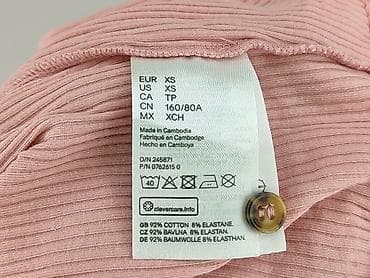 EUR XS
US XS
CA TP
CN 160/80A
MX XCH
Made in Cambodia
Fabriqué en Cambodge
Hecho en Camboya
O/N 245871
P/N 0762615 0
40
clevercare.info
GB 92% COTTON 8% ELASTANE.
CZ 92% BAVLNA 8% ELASTAN.
DE 92% BAUMWOLLE 8% ELASTHAN.